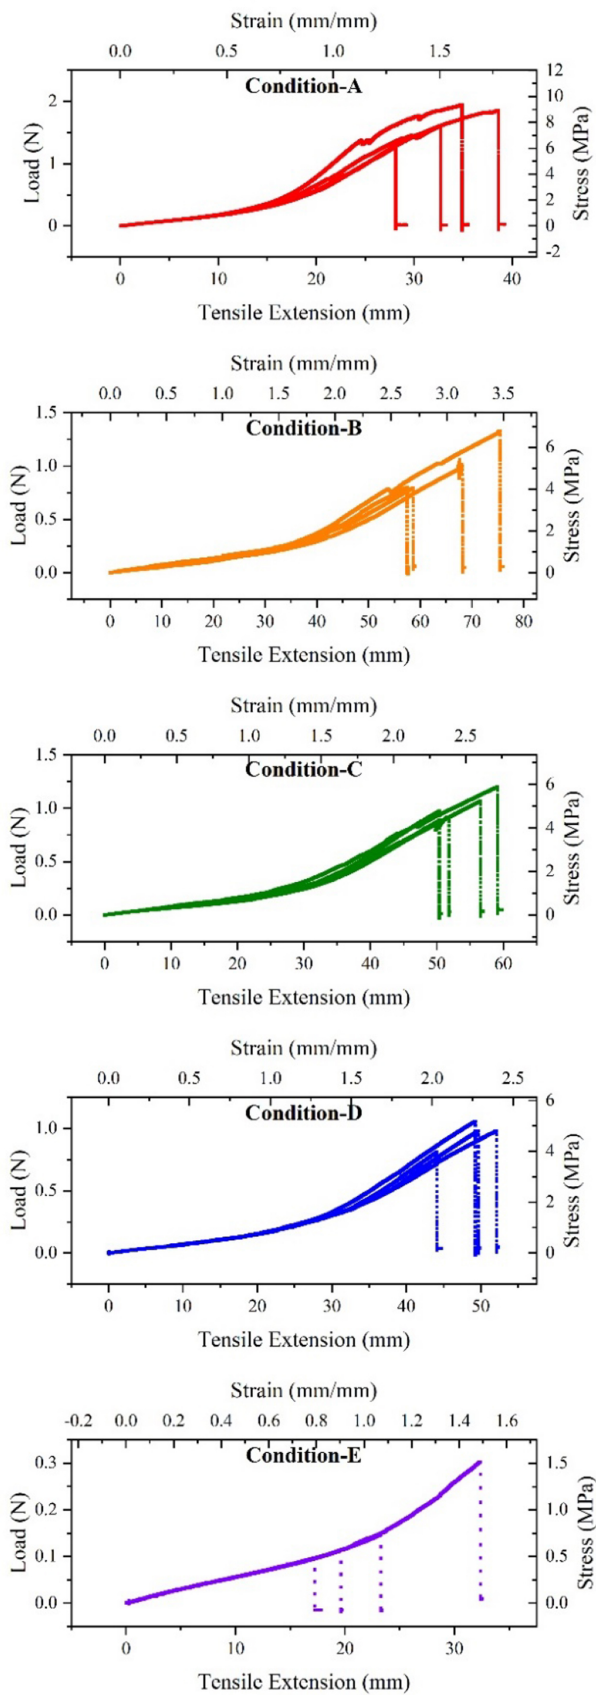 Strain (mm/mm)
0.0 0.5 1.0 1.5
Condition-A
Load (N)
2
1
0
Stress (MPa)
12
10
8
6
4
2
0
-2
0 10 20 30 40
Tensile Extension (mm)
Strain (mm/mm)
0.0 0.5 1.0 1.5 2.0 2.5 3.0 3.5
Condition-B
Load (N)
1.5
1.0
0.5
0.0
Stress (MPa)
6
4
2
0
0 10 20 30 40 50 60 70 80
Tensile Extension (mm)
Strain (mm/mm)
0.0 0.5 1.0 1.5 2.0 2.5
Condition-C
Load (N)
1.5
1.0
0.5
0.0
Stress (MPa)
6
4
2
0
0 10 20 30 40 50 60
Tensile Extension (mm)
Strain (mm/mm)
0.0 0.5 1.0 1.5 2.0 2.5
Condition-D
Load (N)
1.0
0.5
0.0
Stress (MPa)
6
4
2
0
0 10 20 30 40 50
Tensile Extension (mm)
Strain (mm/mm)
-0.2 0.0 0.2 0.4 0.6 0.8 1.0 1.2 1.4 1.6
Condition-E
Load (N)
0.3
0.2
0.1
0.0
Stress (MPa)
1.5
1.0
0.5
0.0
0 10 20 30
Tensile Extension (mm)